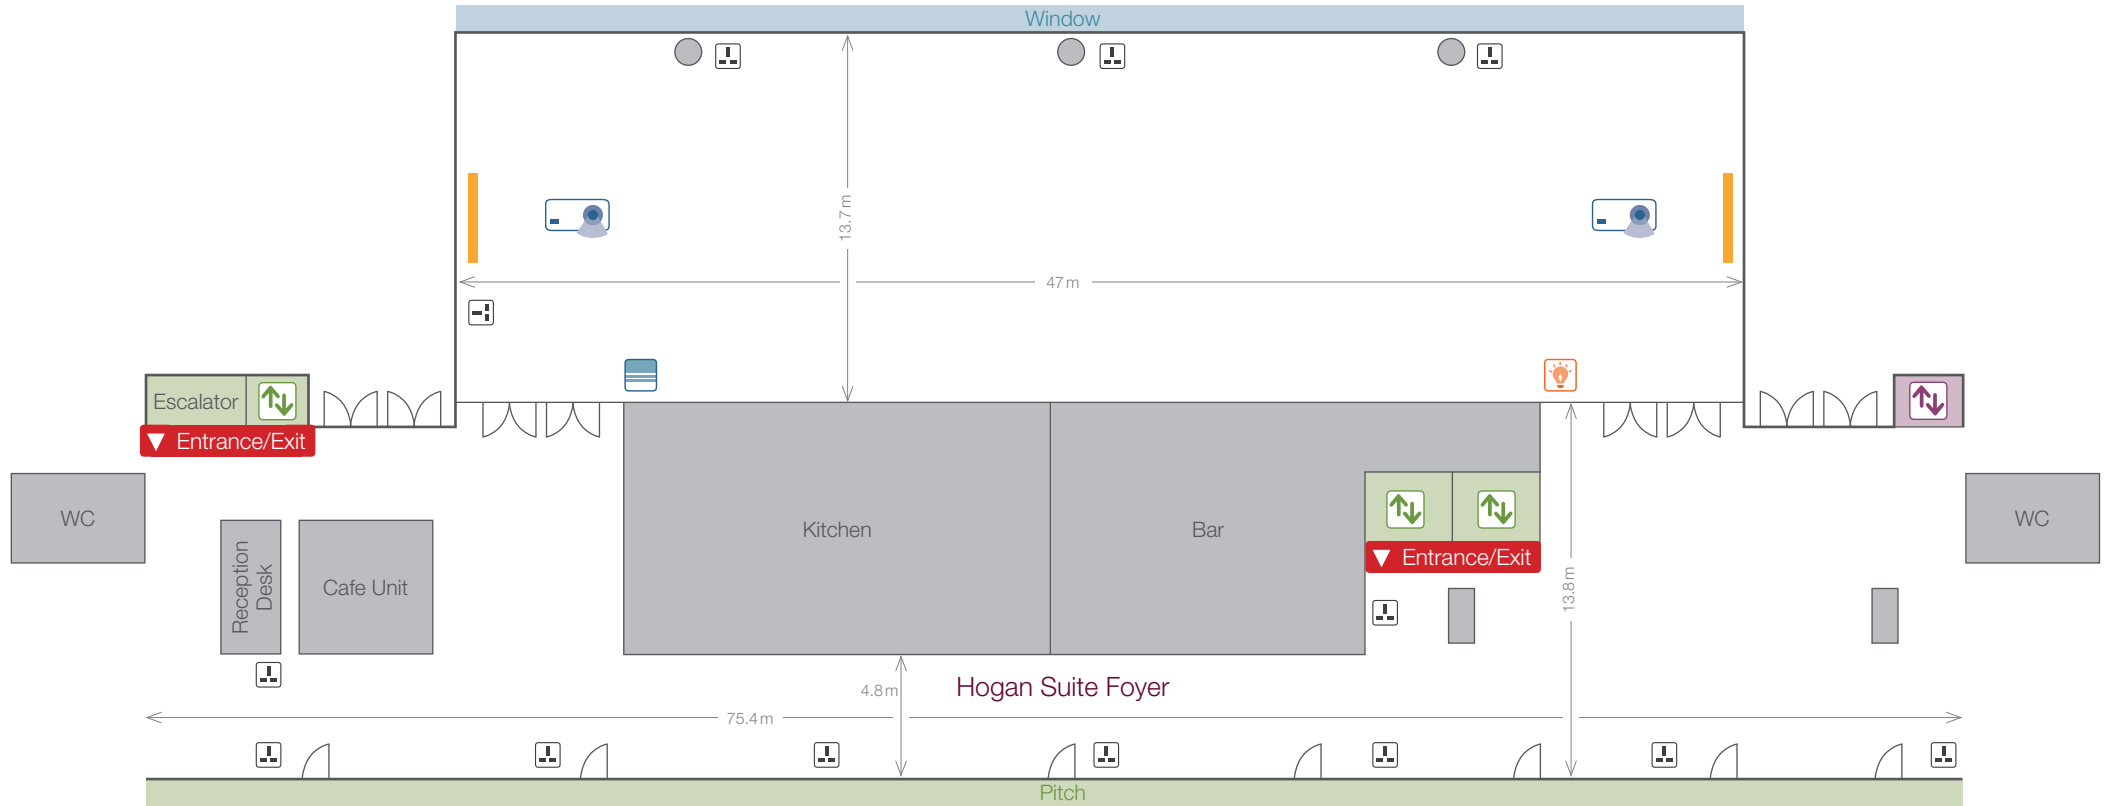 Window
13.7 m
47 m
Escalator
▼ Entrance/Exit
WC
Reception
Desk
Cafe Unit
Kitchen
Bar
▼ Entrance/Exit
13.8 m
WC
4.8 m
Hogan Suite Foyer
75.4 m
Pitch